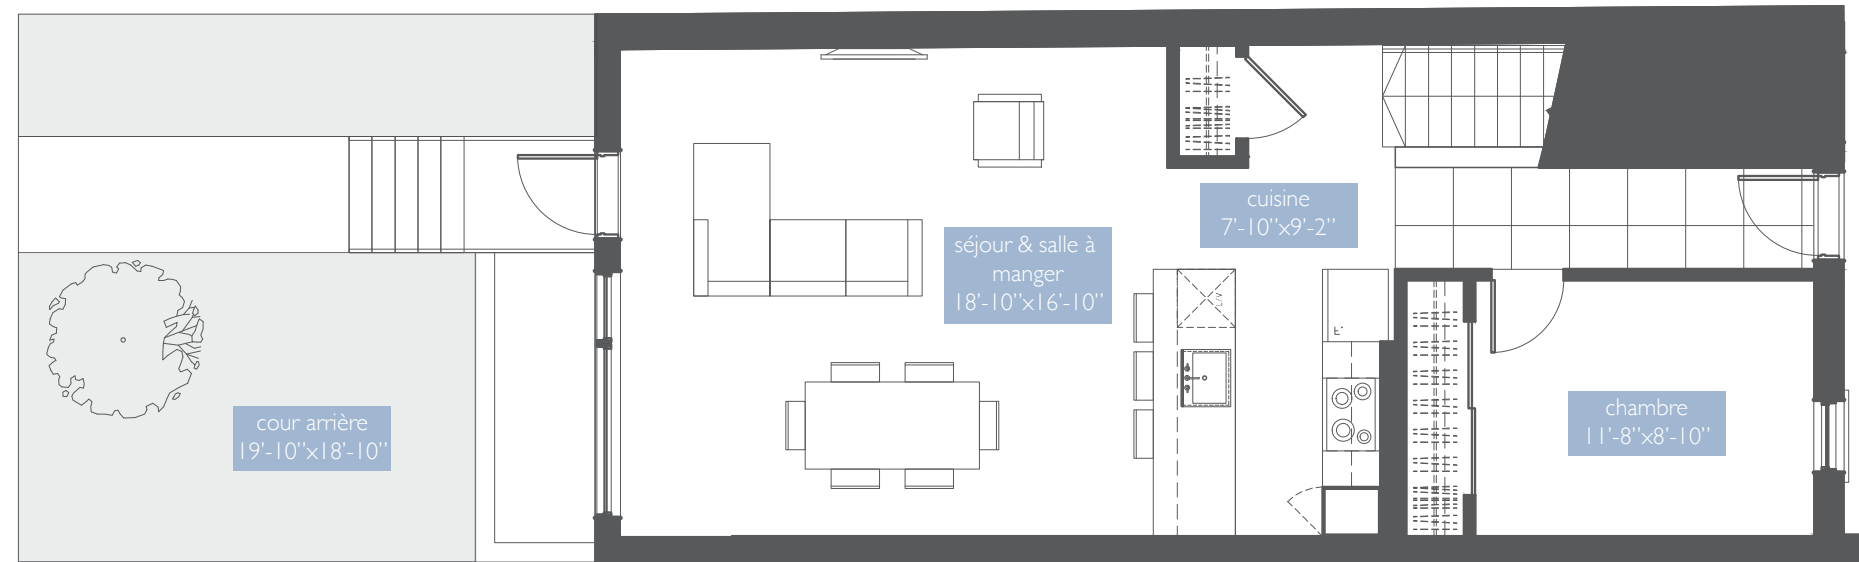 cuisine
7'-10"x9'-2"
séjour & salle à
manger
18'-10"x16'-10"
L/V
cour arrière
19'-10"x18'-10"
chambre
11'-8"x8'-10"